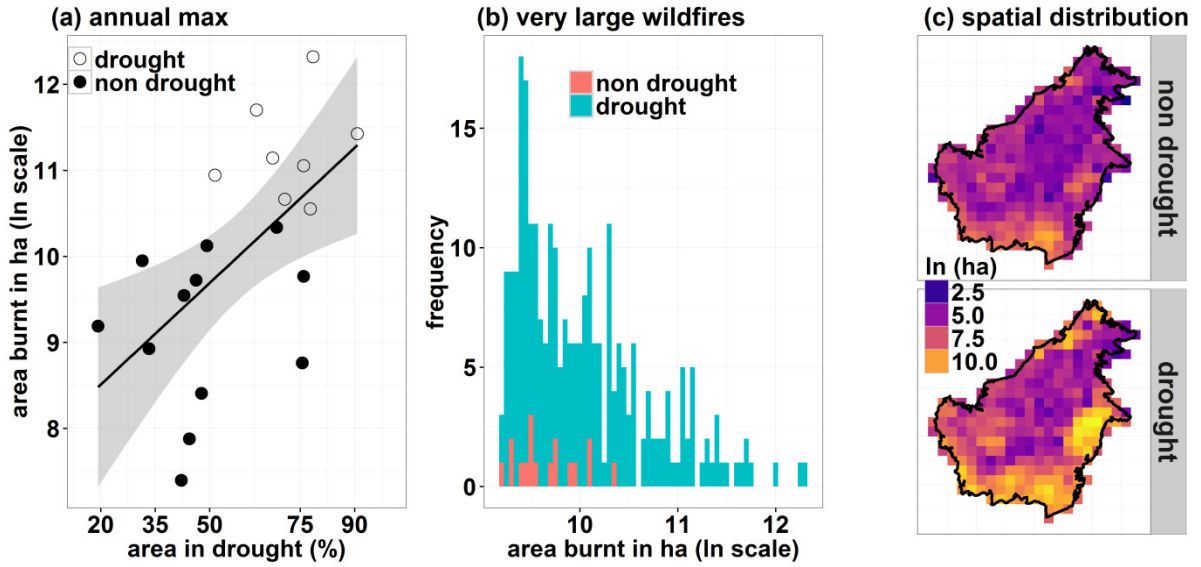 (a) annual max
drought
non drought
12
11
10
9
8
20 35 50 75 90
area in drought (%)
area burnt in ha (ln scale)
(b) very large wildfires
non drought
drought
15
10
5
0
10 11 12
area burnt in ha (ln scale)
frequency
(c) spatial distribution
non drought
ln (ha)
2.5
5.0
7.5
10.0
drought